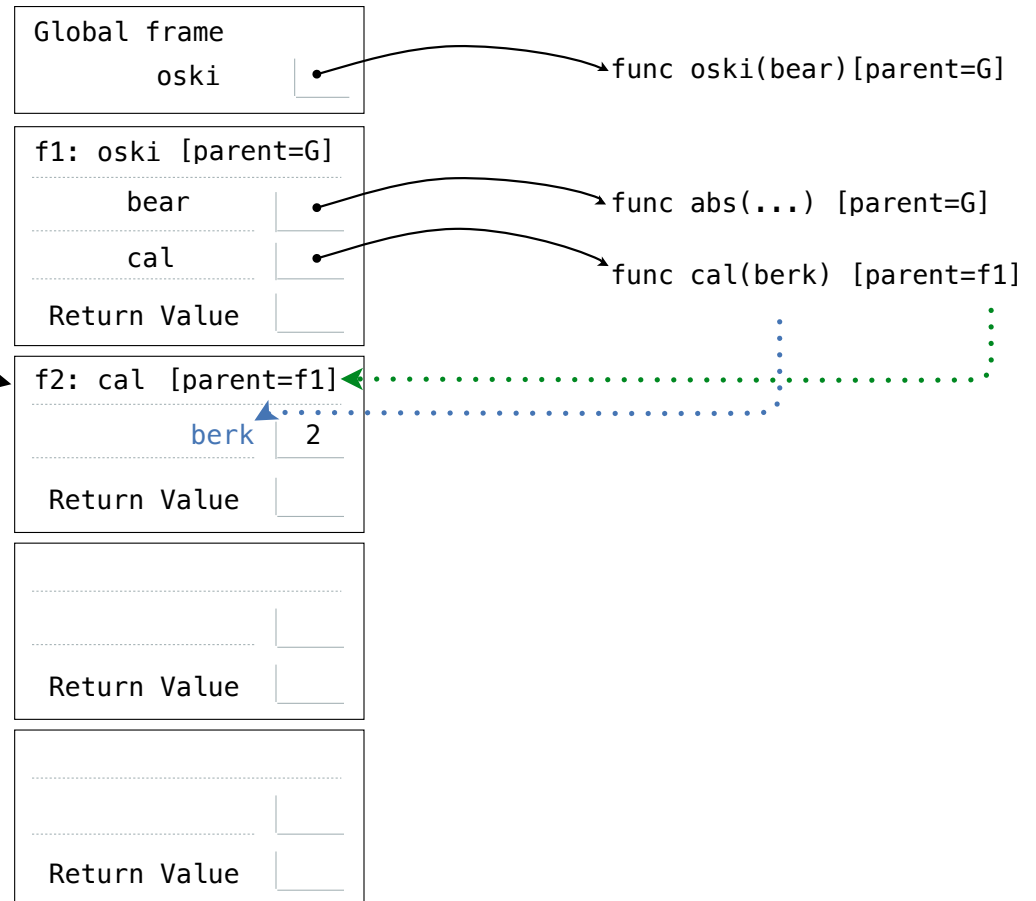 Global frame
oski
func oski(bear)[parent=G]
f1: oski [parent=G]
bear
func abs(...) [parent=G]
cal
func cal(berk) [parent=f1]
Return Value
f2: cal [parent=f1]
berk 2
Return Value
Return Value
Return Value